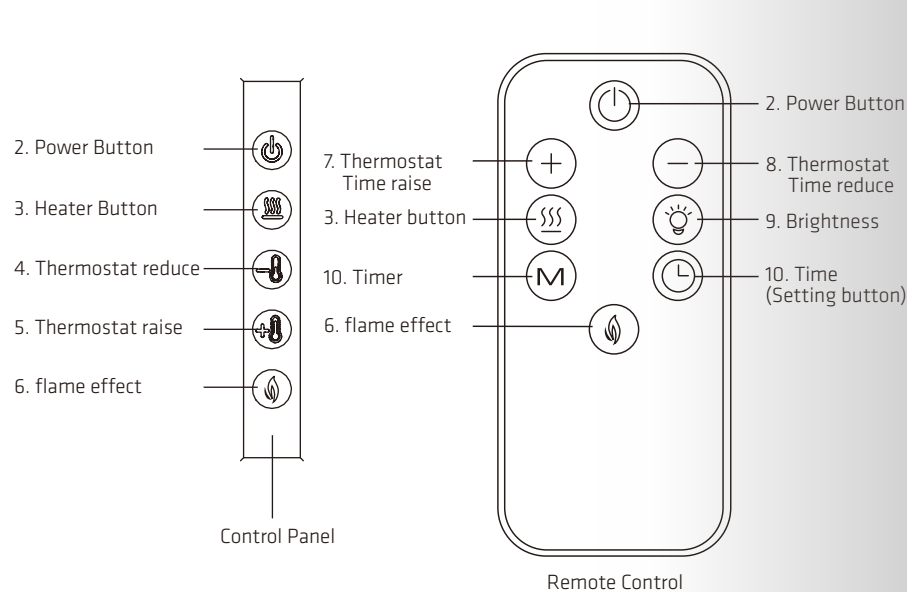 2. Power Button
3. Heater Button
4. Thermostat reduce
5. Thermostat raise
6. flame effect
Control Panel
2. Power Button
7. Thermostat
Time raise
8. Thermostat
Time reduce
3. Heater button
9. Brightness
10. Timer
M
10. Time
(Setting button)
6. flame effect
Remote Control